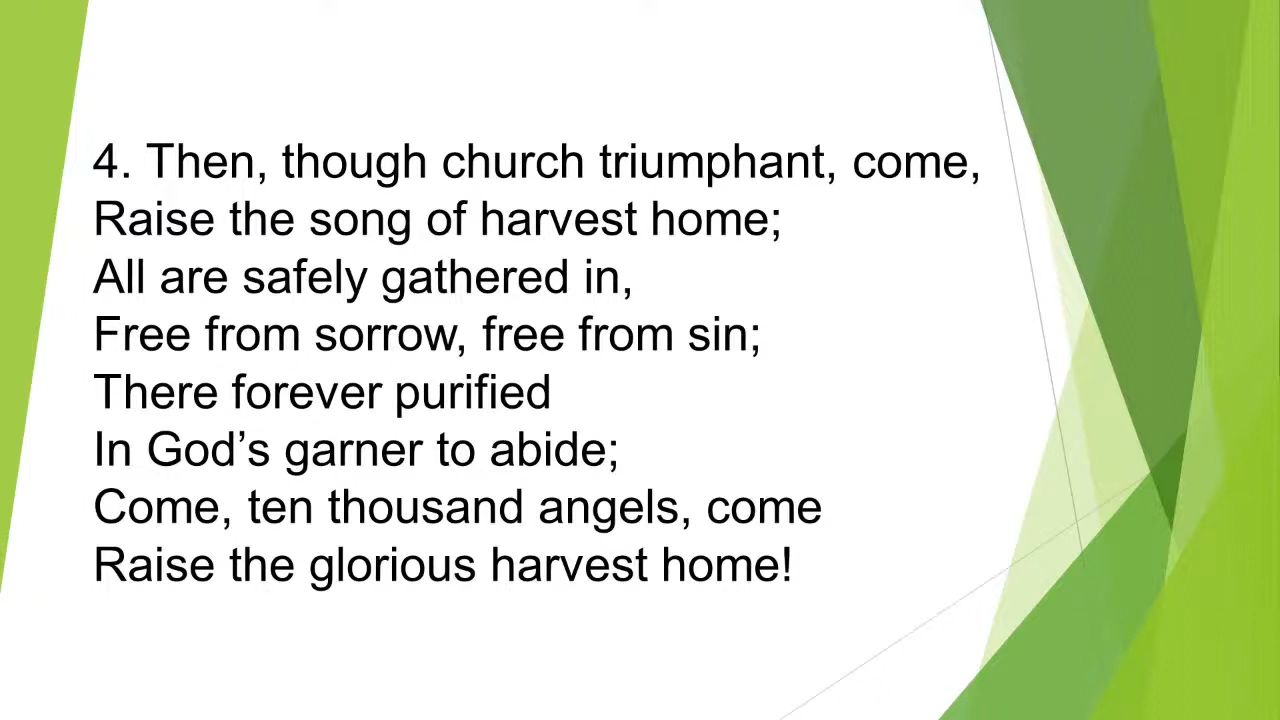 4. Then, though church triumphant, come,
Raise the song of harvest home;
All are safely gathered in,
Free from sorrow, free from sin;
There forever purified
In God’s garner to abide;
Come, ten thousand angels, come
Raise the glorious harvest home!